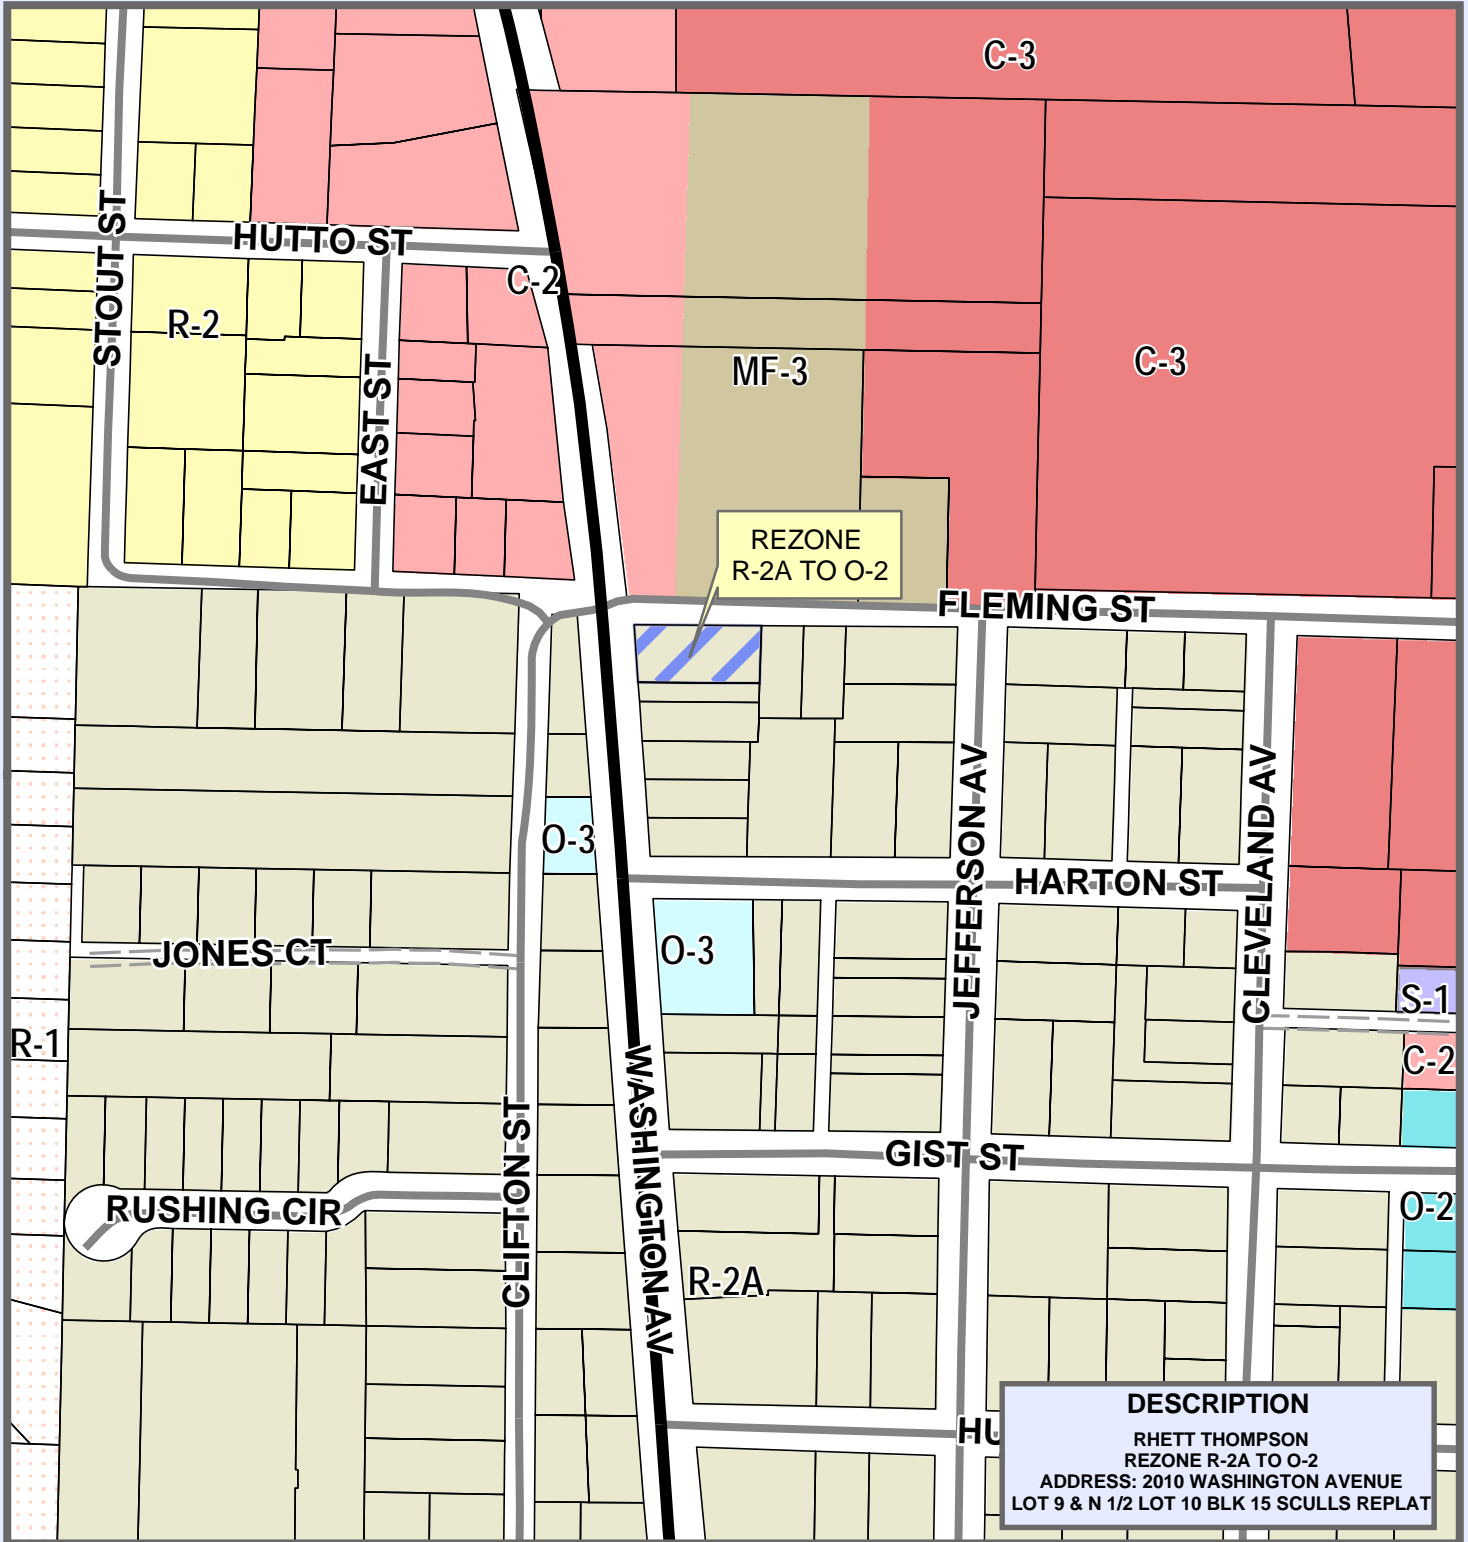 C-3
STOUT ST
HUTTO ST
C-2
R-2
EAST ST
MF-3
C-3
REZONE
R-2A TO O-2
FLEMING ST
JEFFERSON AV
CLEVELAND AV
O-3
HARTON ST
JONES CT
O-3
S-1
R-1
C-2
WASHINGTON AV
CLIFTON ST
GIST ST
RUSHING CIR
O-2
R-2A
HU
DESCRIPTION
RHETT THOMPSON
REZONE R-2A TO O-2
ADDRESS: 2010 WASHINGTON AVENUE
LOT 9 & N 1/2 LOT 10 BLK 15 SCULLS REPLAT